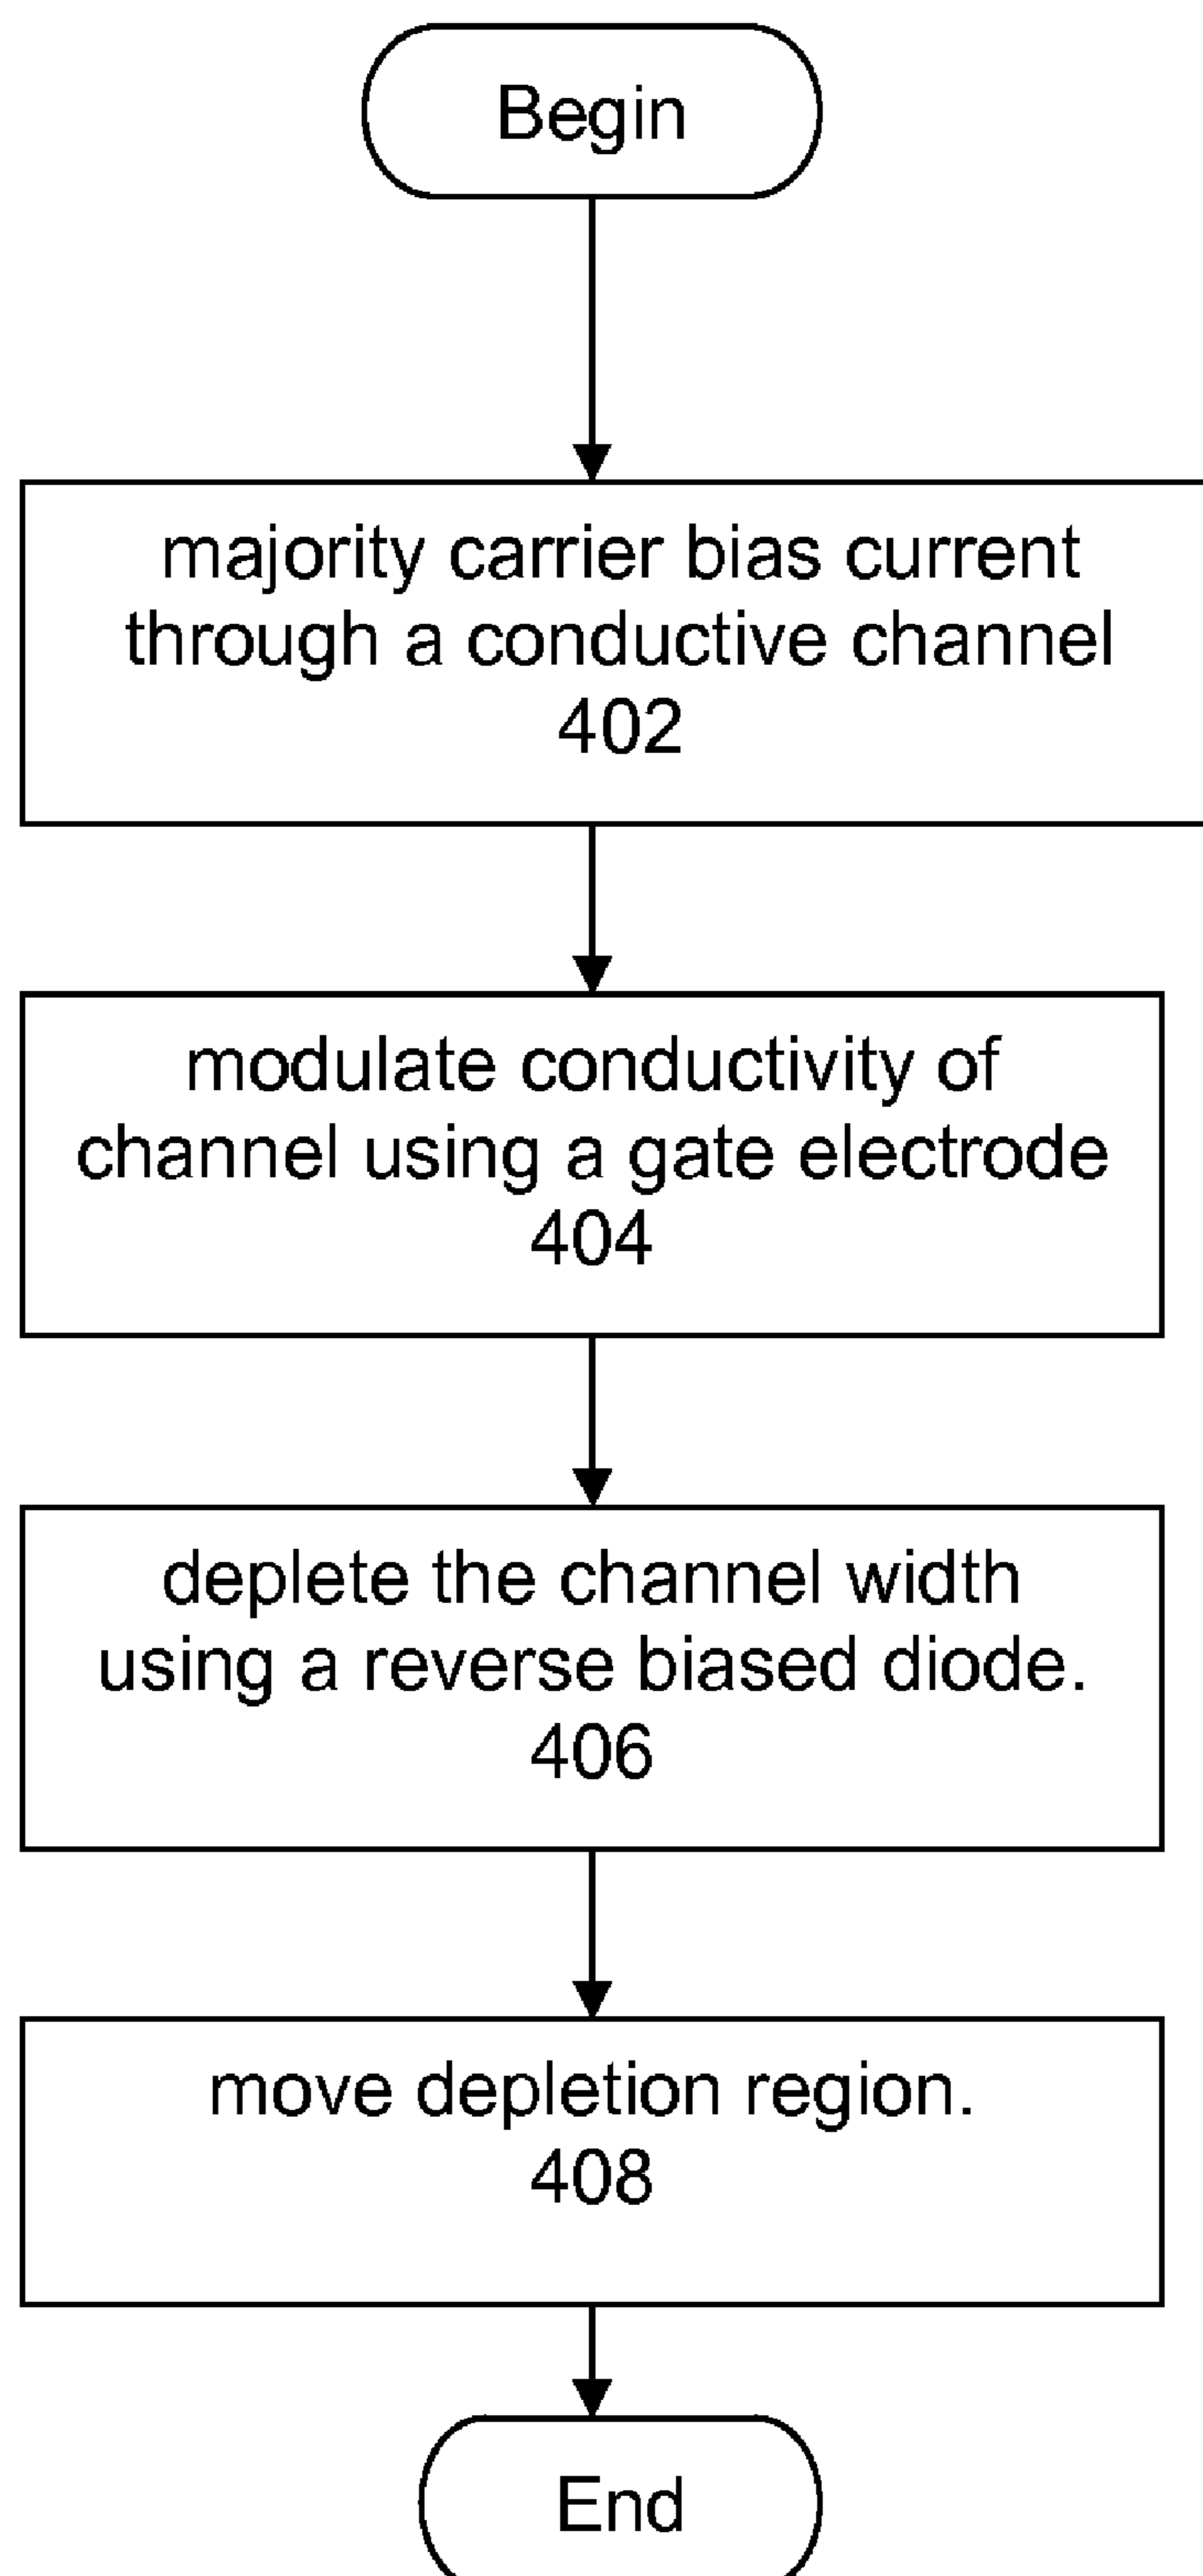 Begin
majority carrier bias current
through a conductive channel
402
modulate conductivity of
channel using a gate electrode
404
deplete the channel width
using a reverse biased diode.
406
move depletion region.
408
End